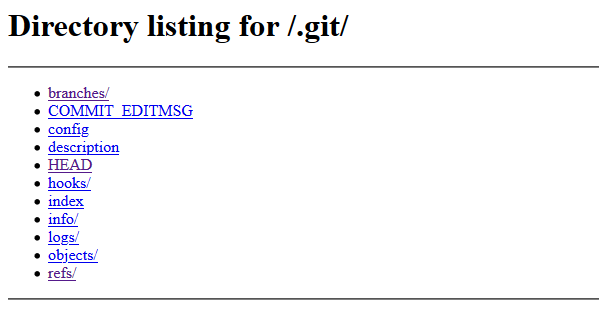 Directory listing for /.git/
branches/
COMMIT_EDITMSG
config
description
HEAD
hooks/
index
info/
logs/
objects/
refs/